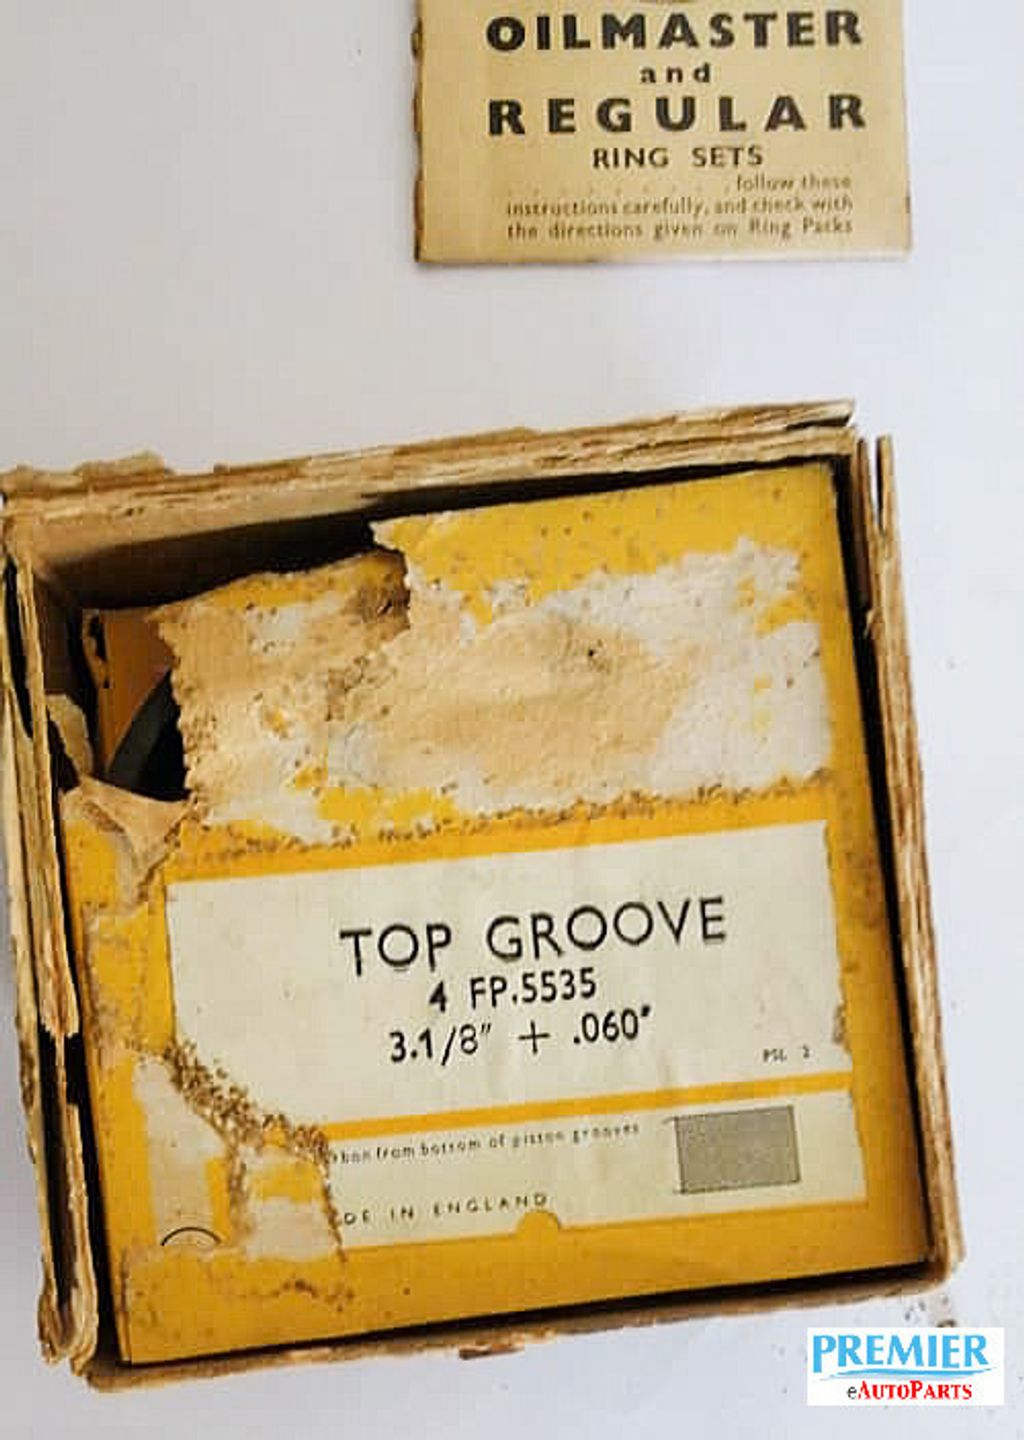 OILMASTER
and
REGULAR
RING SETS
follow these
instructions carefully, and check with
the directions given on Ring Packs
TOP GROOVE
4 FP.5535
3.1/8" + .060"
PSL 2
rbon from bottom of piston grooves
DE IN ENGLAND
PREMIER
eAUTOPARTS